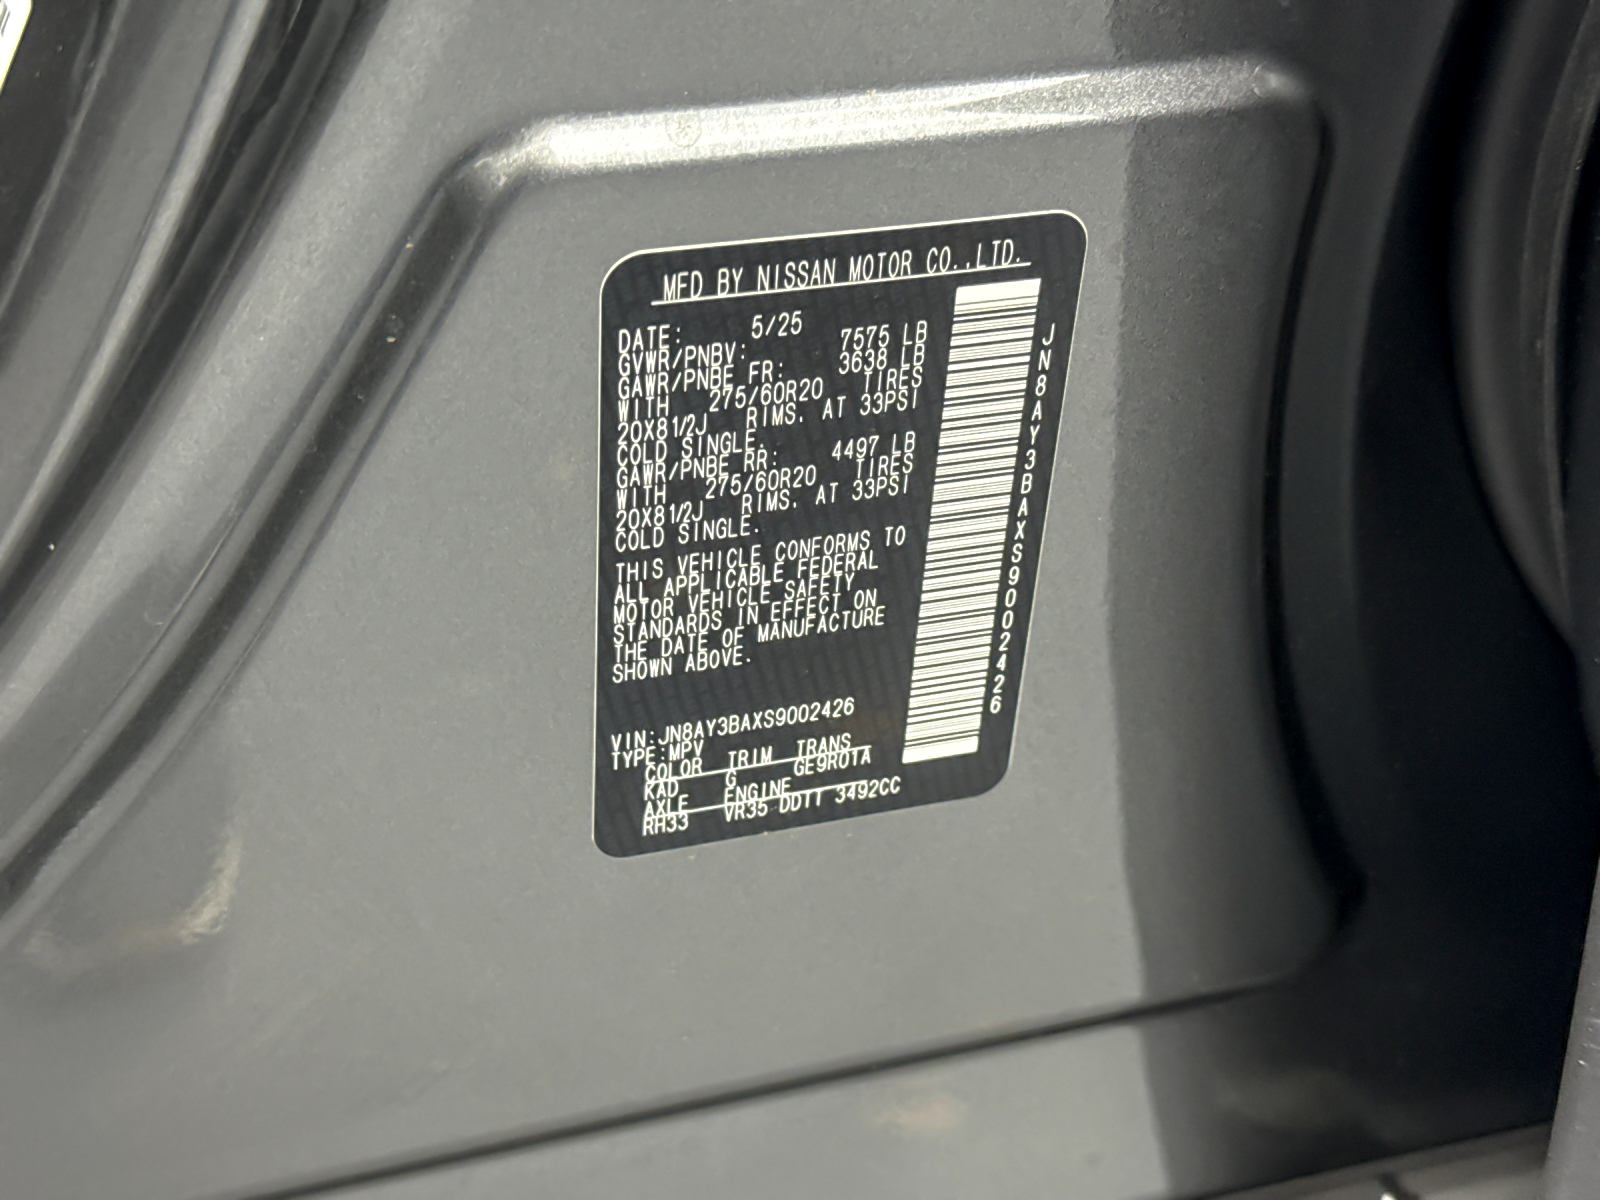 MFD BY NISSAN MOTOR CO.,LTD.
DATE: 5/25
GVWR/PNBV: 7575 LB
GAWR/PNBE FR: 3638 LB
WITH 275/60R20 TIRES
20X81/2J RIMS, AT 33PSI
COLD SINGLE.
GAWR/PNBE RR: 4497 LB
WITH 275/60R20 TIRES
20X81/2J RIMS, AT 33PSI
COLD SINGLE.
THIS VEHICLE CONFORMS TO
ALL APPLICABLE FEDERAL
MOTOR VEHICLE SAFETY
STANDARDS IN EFFECT ON
THE DATE OF MANUFACTURE
SHOWN ABOVE.
VIN:JN8AY3BAXS9002426
TYPE:MPV
COLOR TRIM TRANS
KAD G GE9R01A
AXLE ENGINE
RH33 VR35 DDTT 3492CC
JN8AY3BAXS9002426